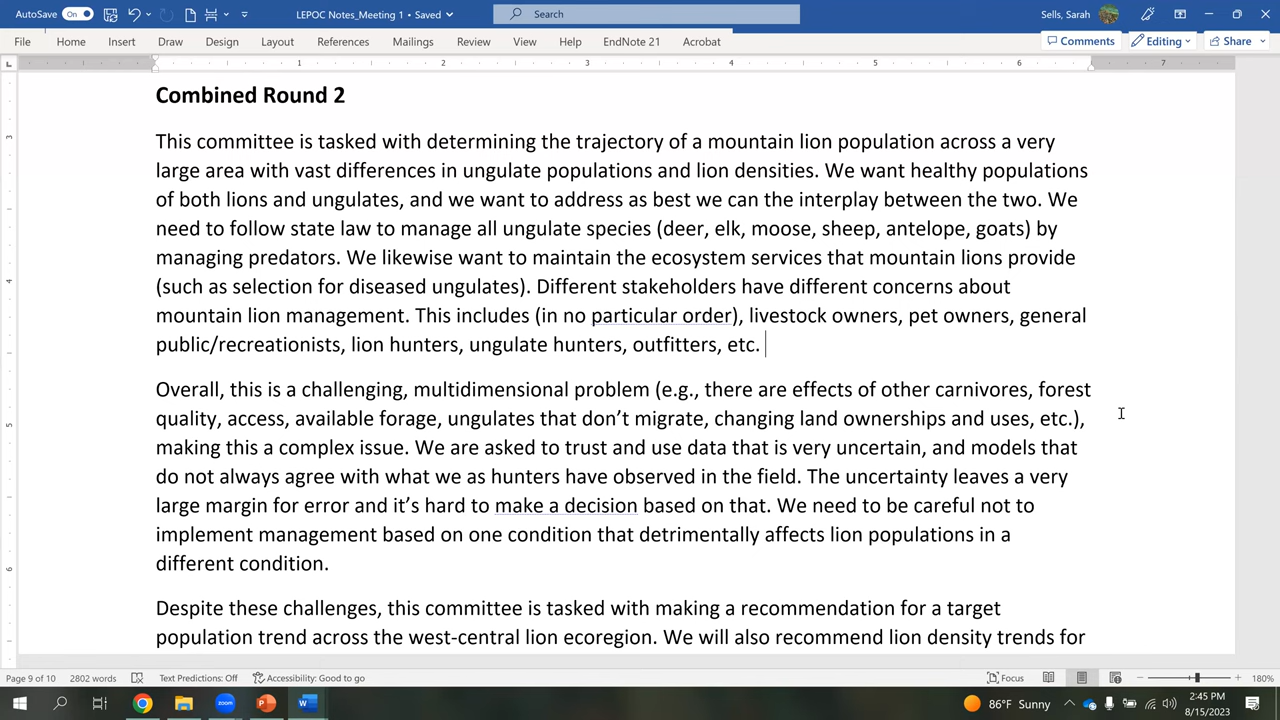 AutoSave On LEPOC Notes_Meeting 1 • Saved Search Sells, Sarah
File Home Insert Draw Design Layout References Mailings Review View Help EndNote 21 Acrobat Comments Editing Share
1 2 3 4 5 6 7
Combined Round 2
This committee is tasked with determining the trajectory of a mountain lion population across a very
large area with vast differences in ungulate populations and lion densities. We want healthy populations
of both lions and ungulates, and we want to address as best we can the interplay between the two. We
need to follow state law to manage all ungulate species (deer, elk, moose, sheep, antelope, goats) by
managing predators. We likewise want to maintain the ecosystem services that mountain lions provide
(such as selection for diseased ungulates). Different stakeholders have different concerns about
mountain lion management. This includes (in no particular order), livestock owners, pet owners, general
public/recreationists, lion hunters, ungulate hunters, outfitters, etc.
Overall, this is a challenging, multidimensional problem (e.g., there are effects of other carnivores, forest
quality, access, available forage, ungulates that don't migrate, changing land ownerships and uses, etc.),
making this a complex issue. We are asked to trust and use data that is very uncertain, and models that
do not always agree with what we as hunters have observed in the field. The uncertainty leaves a very
large margin for error and it's hard to make a decision based on that. We need to be careful not to
implement management based on one condition that detrimentally affects lion populations in a
different condition.
Despite these challenges, this committee is tasked with making a recommendation for a target
population trend across the west-central lion ecoregion. We will also recommend lion density trends for
3
4
5
6
Page 9 of 10 2802 words Text Predictions: Off Accessibility: Good to go Focus 180%
zoom 86°F Sunny 2:45 PM
8/15/2023